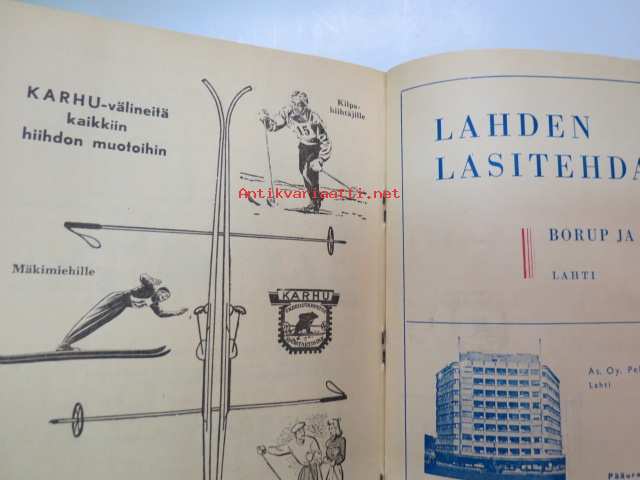 KARHU-välineitä
kaikkiin
hiihdon muotoihin
Kilpa-
hiihtäjille
15
Antikvariaatti.net
Mäkimiehille
KARHU
LAHDEN
LASITEHDA
BORUP JA
LAHTI
As. Oy. Pel
Lahti